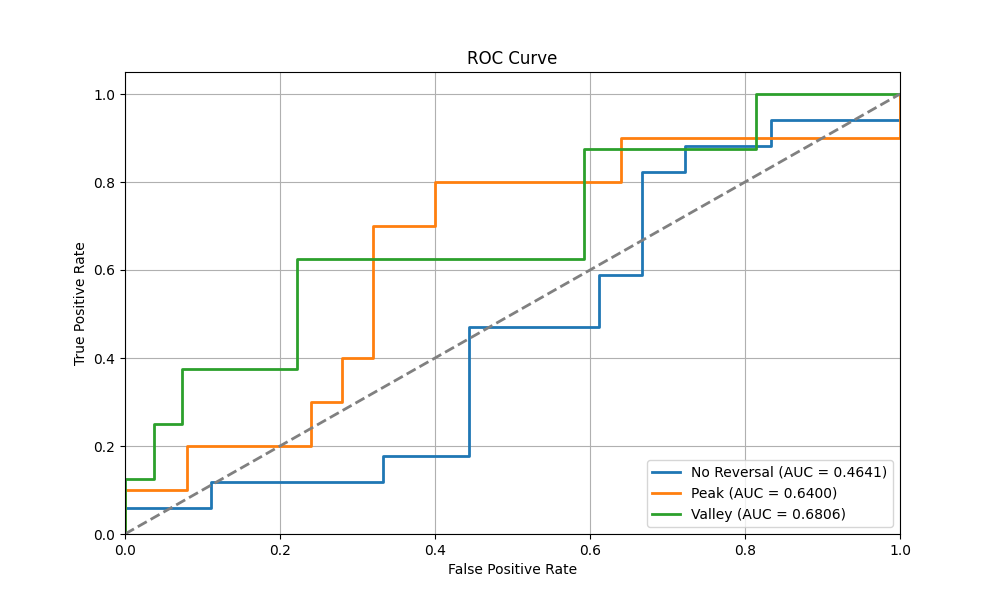 ROC Curve
True Positive Rate
1.0
0.8
0.6
0.4
0.2
0.0
0.0 0.2 0.4 0.6 0.8 1.0
False Positive Rate
No Reversal (AUC = 0.4641)
Peak (AUC = 0.6400)
Valley (AUC = 0.6806)